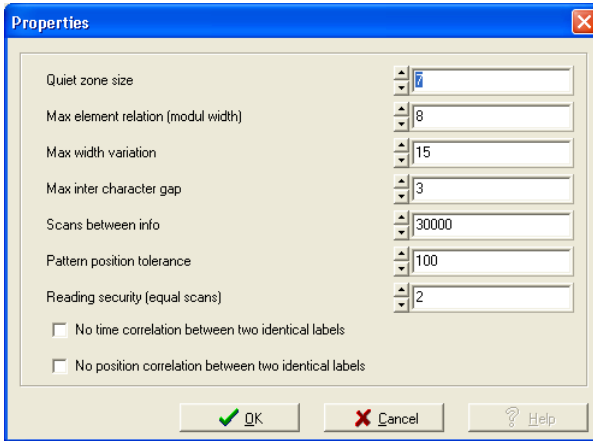 Properties
Quiet zone size 7
Max element relation (modul width) 8
Max width variation 15
Max inter character gap 3
Scans between info 30000
Pattern position tolerance 100
Reading security (equal scans) 2
No time correlation between two identical labels
No position correlation between two identical labels
OK Cancel ? Help